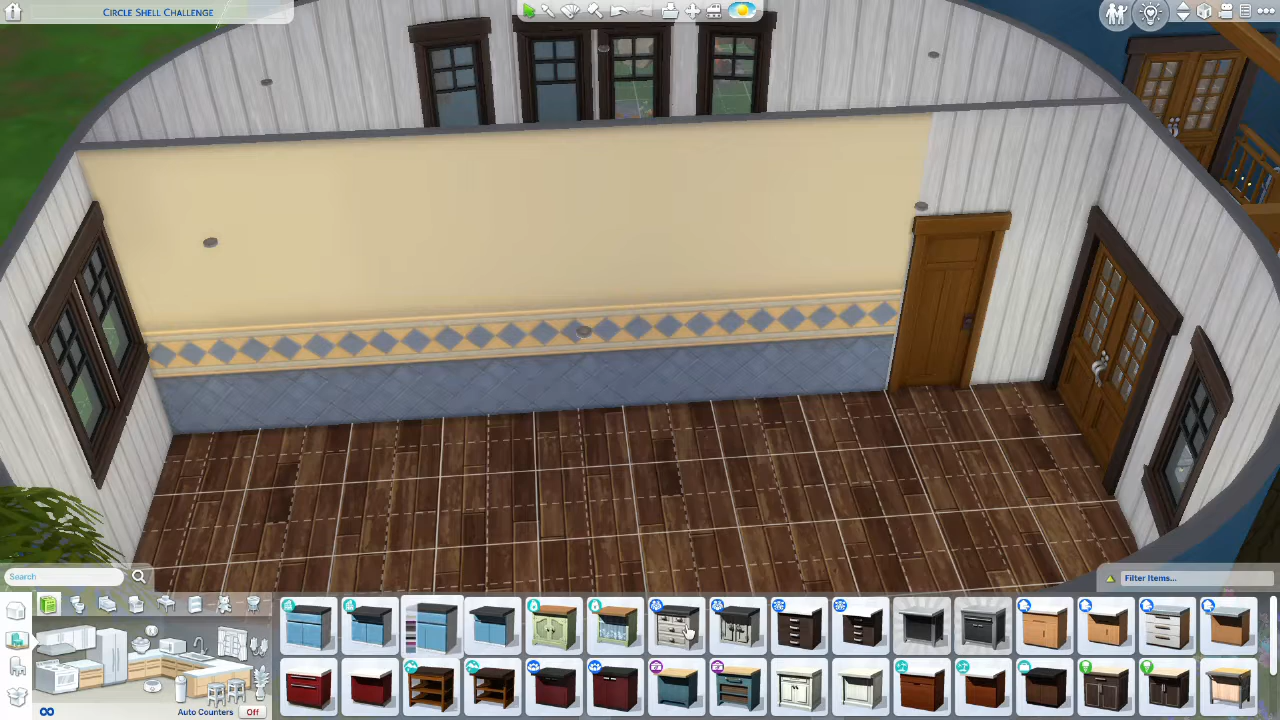 CIRCLE SHELL CHALLENGE
Search
Filter Items...
Auto Counters
Off